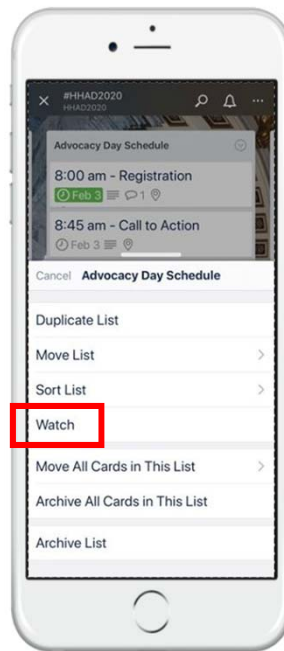 #HHAD2020
HHAD2020
Advocacy Day Schedule
8:00 am - Registration
Feb 3 1
8:45 am - Call to Action
Feb 3
Cancel Advocacy Day Schedule
Duplicate List
Move List
Sort List
Watch
Move All Cards in This List
Archive All Cards in This List
Archive List